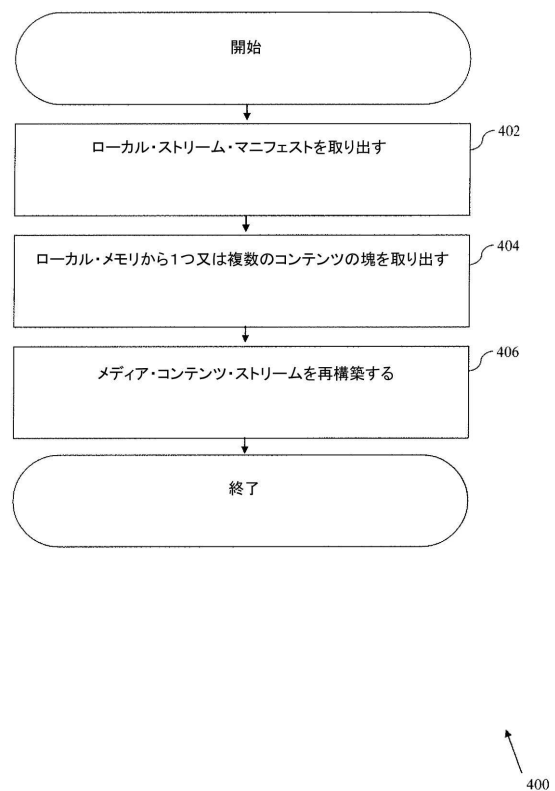 開始
ローカル・ストリーム・マニフェストを取り出す
402
ローカル・メモリから1つ又は複数のコンテンツの塊を取り出す
404
メディア・コンテンツ・ストリームを再構築する
406
終了
400